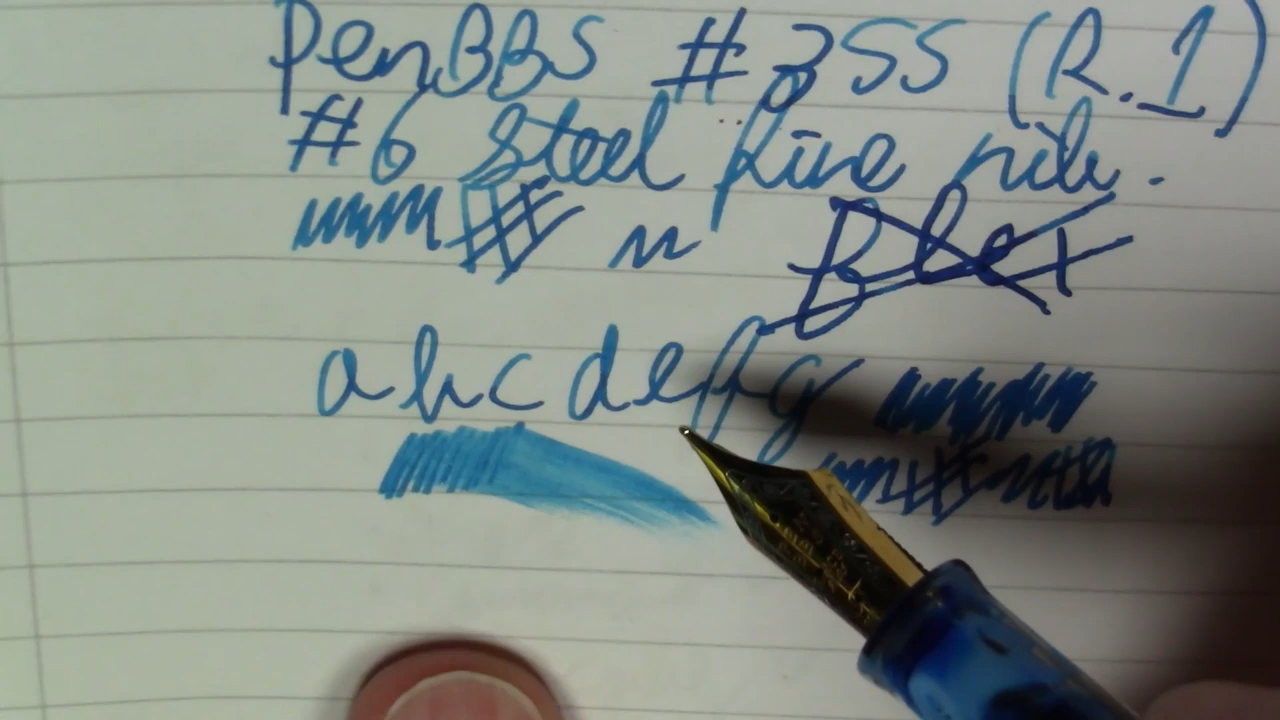 PenBBS #355 (R.1)
#6 Steel fine nib.
abcdefg